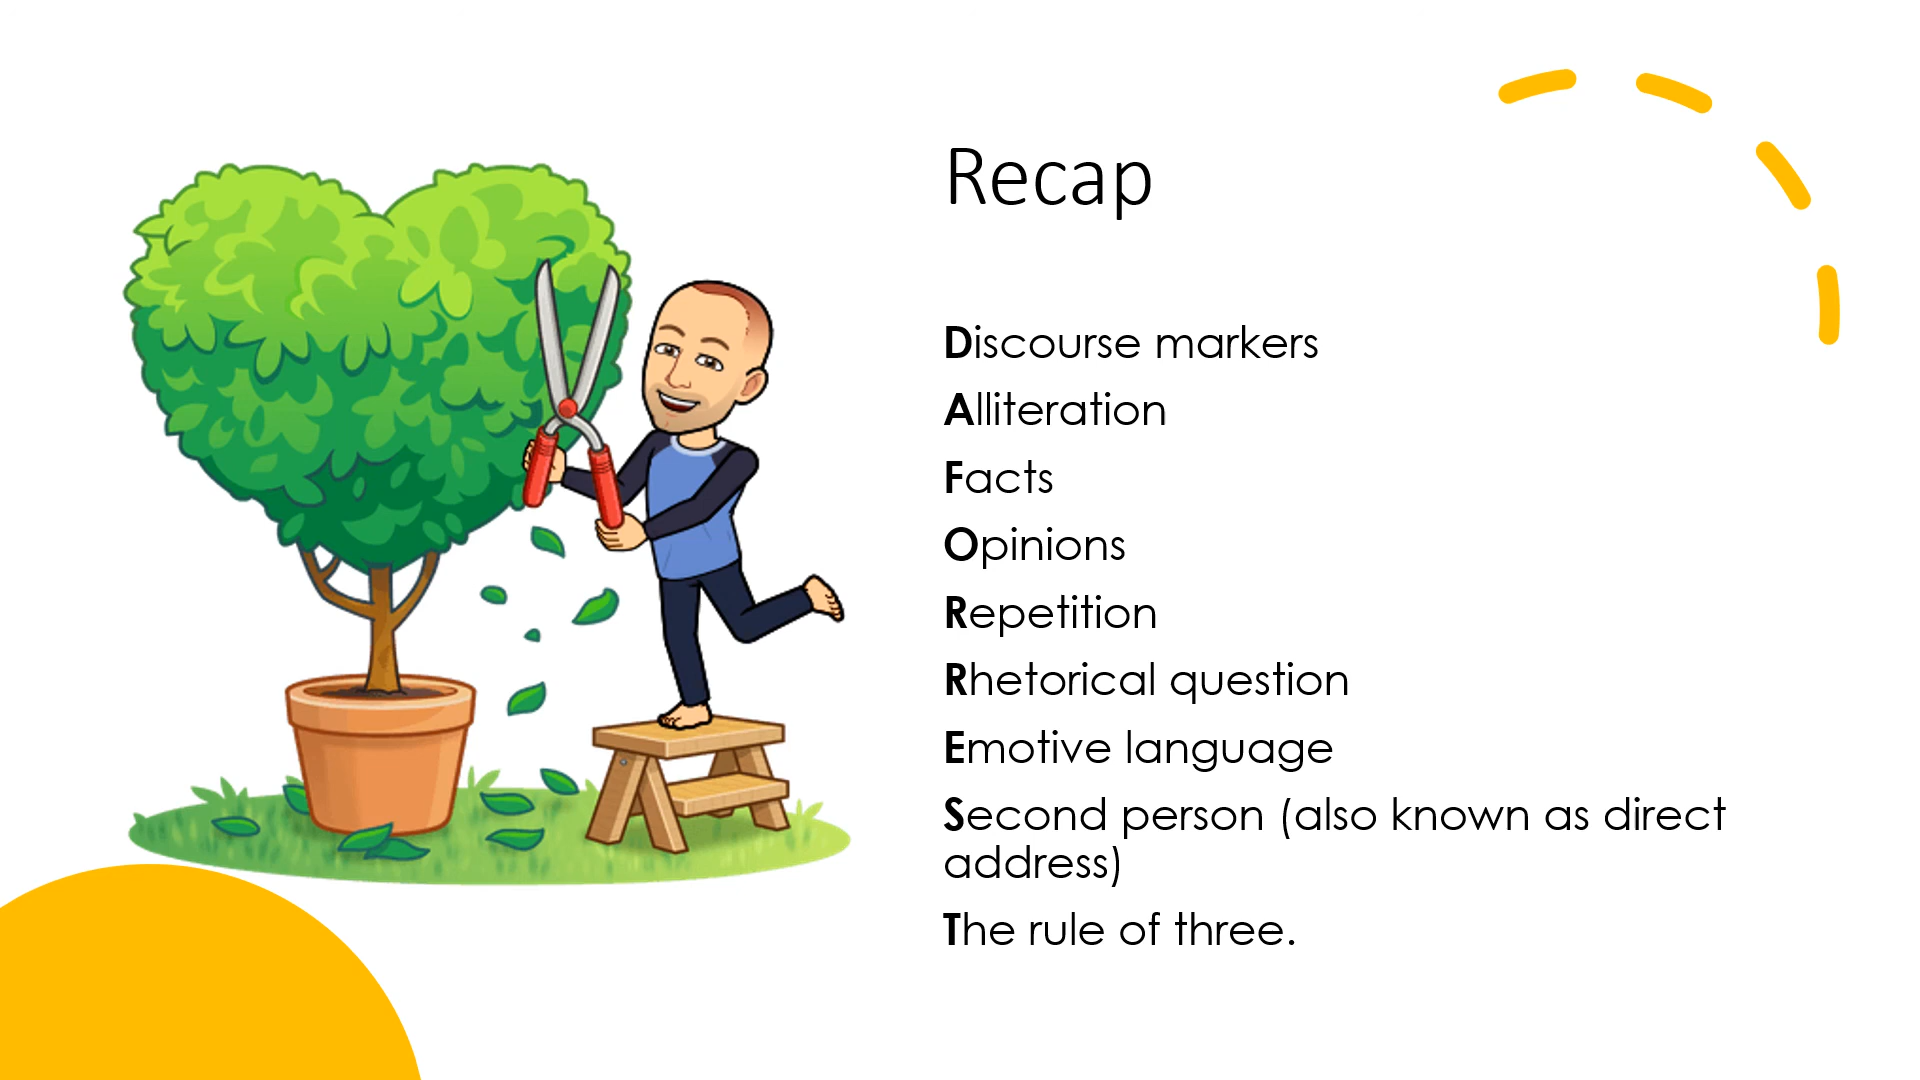 Recap
Discourse markers
Alliteration
Facts
Opinions
Repetition
Rhetorical question
Emotive language
Second person (also known as direct
address)
The rule of three.